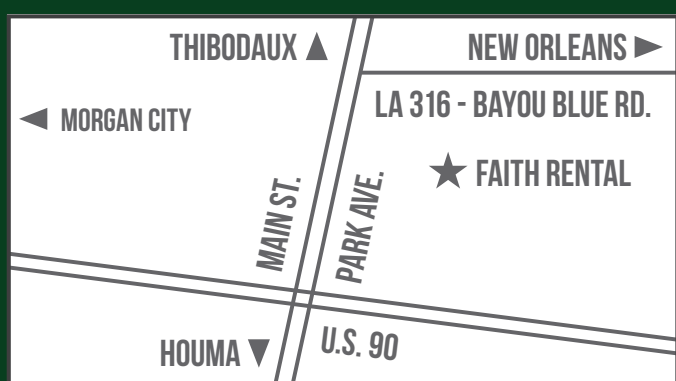 THIBODAUX
NEW ORLEANS
LA 316 - BAYOU BLUE RD.
MORGAN CITY
FAITH RENTAL
MAIN ST.
PARK AVE.
U.S. 90
HOUMA